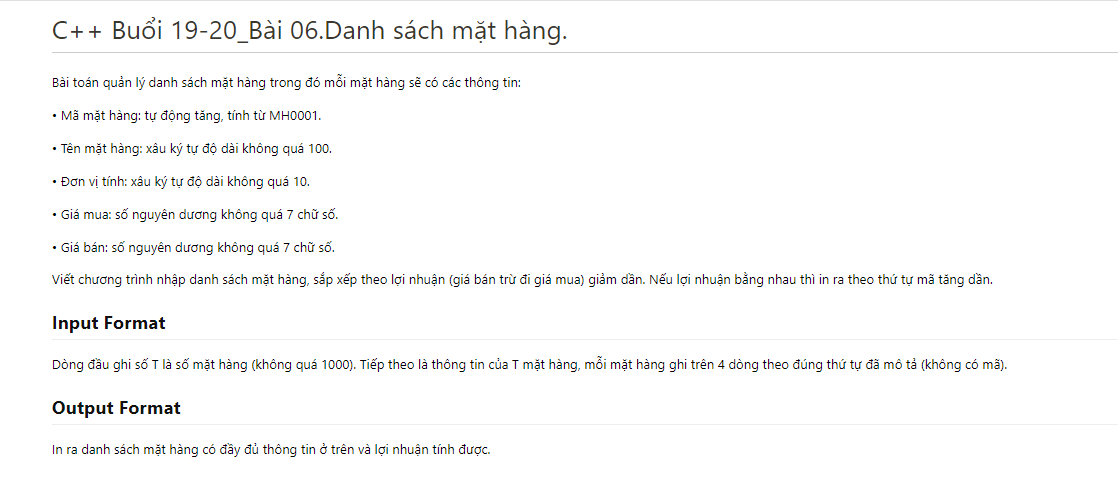 C++ Buổi 19-20_Bài 06.Danh sách mặt hàng.
Bài toán quản lý danh sách mặt hàng trong đó mỗi mặt hàng sẽ có các thông tin:
• Mã mặt hàng: tự động tăng, tính từ MH0001.
• Tên mặt hàng: xâu ký tự độ dài không quá 100.
• Đơn vị tính: xâu ký tự độ dài không quá 10.
• Giá mua: số nguyên dương không quá 7 chữ số.
• Giá bán: số nguyên dương không quá 7 chữ số.
Viết chương trình nhập danh sách mặt hàng, sắp xếp theo lợi nhuận (giá bán trừ đi giá mua) giảm dần. Nếu lợi nhuận bằng nhau thì in ra theo thứ tự mã tăng dần.
Input Format
Dòng đầu ghi số T là số mặt hàng (không quá 1000). Tiếp theo là thông tin của T mặt hàng, mỗi mặt hàng ghi trên 4 dòng theo đúng thứ tự đã mô tả (không có mã).
Output Format
In ra danh sách mặt hàng có đầy đủ thông tin ở trên và lợi nhuận tính được.